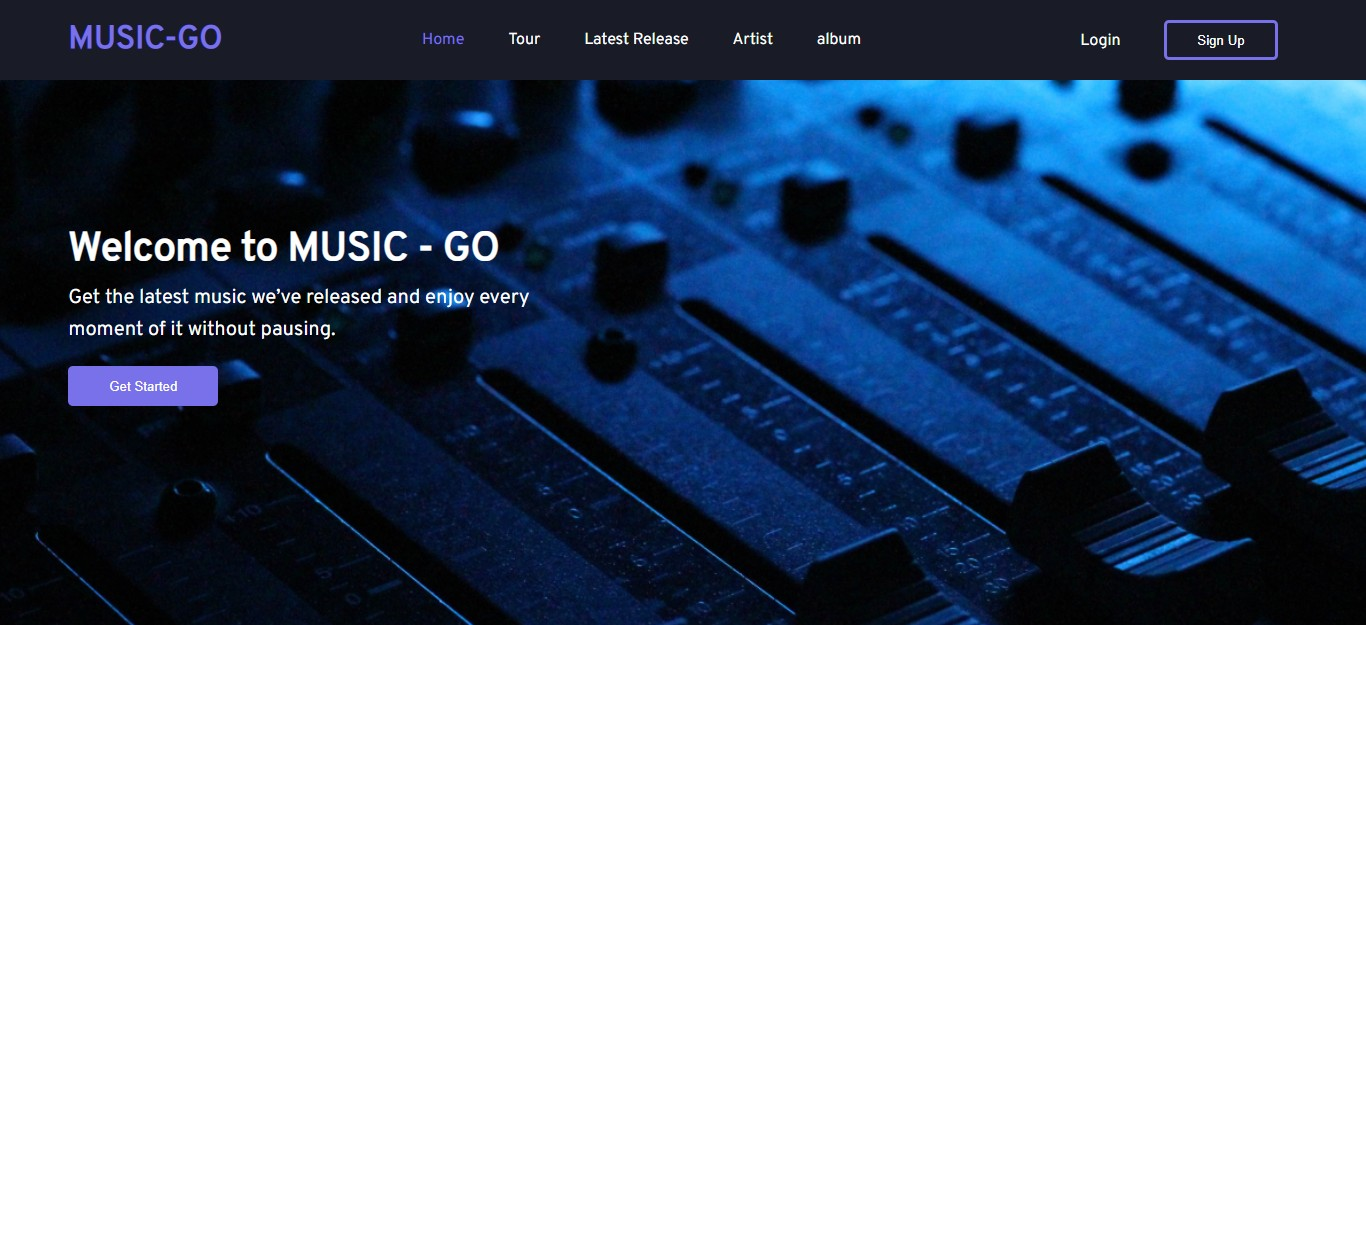 MUSIC-GO
Home Tour Latest Release Artist album
Login Sign Up
Welcome to MUSIC - GO
Get the latest music we’ve released and enjoy every
moment of it without pausing.
Get Started